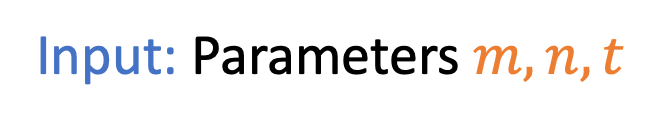 Input: Parameters m, n, t